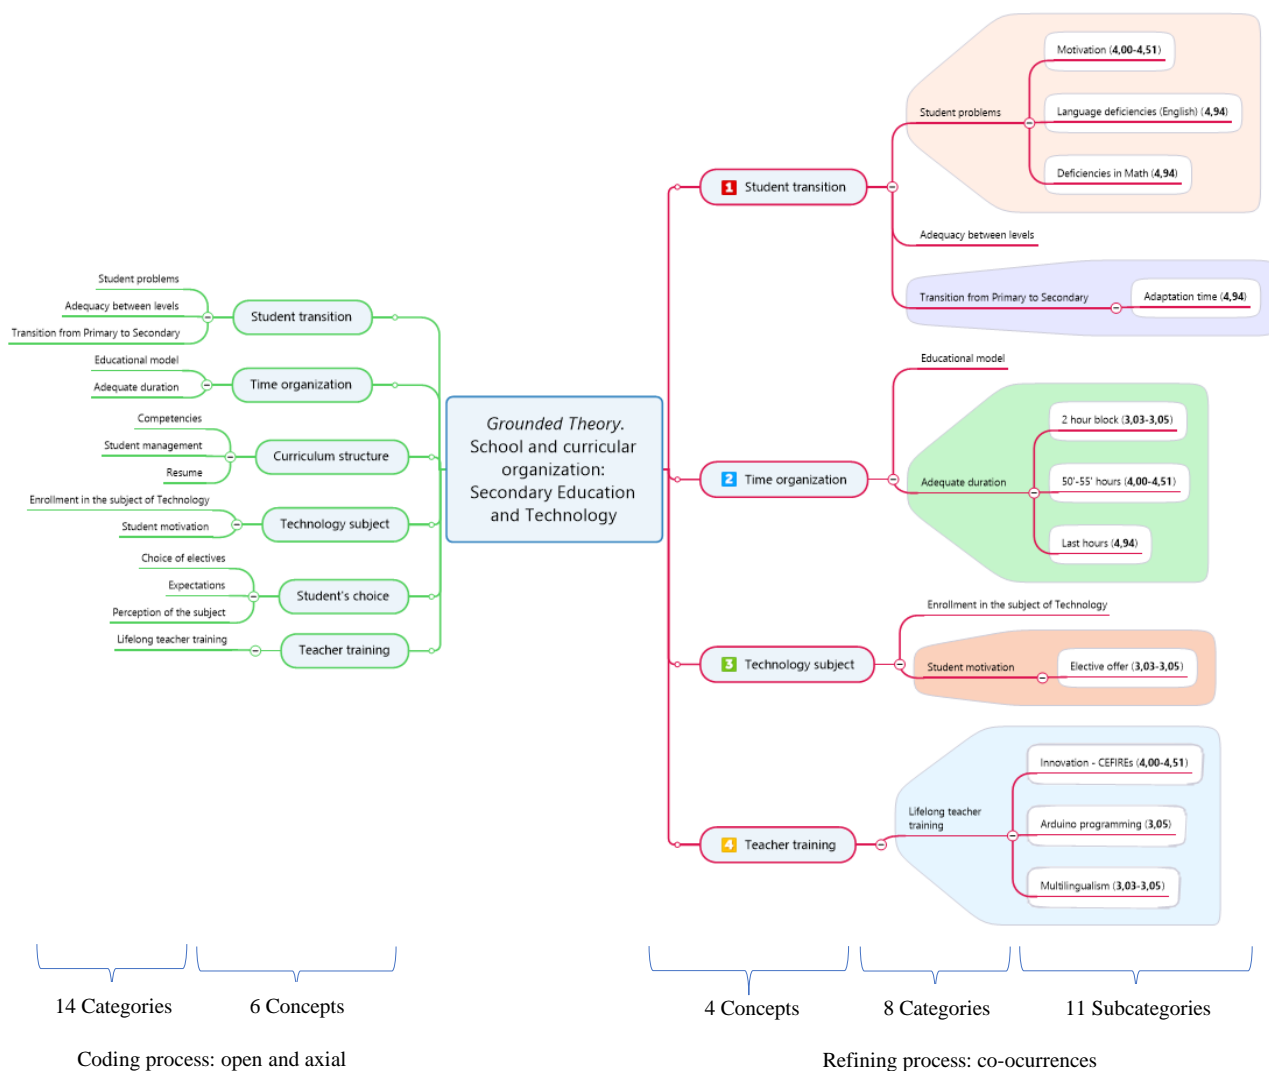 Student problems
Adequacy between levels
Transition from Primary to Secondary
Student transition
Educational model
Adequate duration
Time organization
Competencies
Student management
Resume
Curriculum structure
Enrollment in the subject of Technology
Student motivation
Technology subject
Choice of electives
Expectations
Perception of the subject
Student's choice
Lifelong teacher training
Teacher training
Grounded Theory.
School and curricular
organization:
Secondary Education
and Technology
1 Student transition
Student problems
Motivation (4,00-4,51)
Language deficiencies (English) (4,94)
Deficiencies in Math (4,94)
Adequacy between levels
Transition from Primary to Secondary
Adaptation time (4,94)
2 Time organization
Educational model
Adequate duration
2 hour block (3,03-3,05)
50'-55' hours (4,00-4,51)
Last hours (4,94)
3 Technology subject
Enrollment in the subject of Technology
Student motivation
Elective offer (3,03-3,05)
4 Teacher training
Lifelong teacher
training
Innovation - CEFIREs (4,00-4,51)
Arduino programming (3,05)
Multilingualism (3,03-3,05)
14 Categories
6 Concepts
4 Concepts
8 Categories
11 Subcategories
Coding process: open and axial
Refining process: co-ocurrences